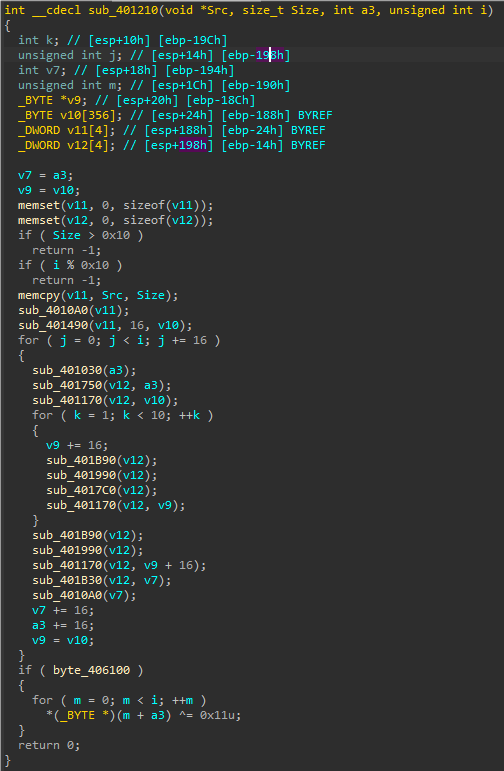 int __cdecl sub_401210(void *Src, size_t Size, int a3, unsigned int i)
{
  int k; // [esp+10h] [ebp-19Ch]
  unsigned int j; // [esp+14h] [ebp-198h]
  int v7; // [esp+18h] [ebp-194h]
  unsigned int m; // [esp+1Ch] [ebp-190h]
  _BYTE *v9; // [esp+20h] [ebp-18Ch]
  _BYTE v10[356]; // [esp+24h] [ebp-188h] BYREF
  _DWORD v11[4]; // [esp+188h] [ebp-24h] BYREF
  _DWORD v12[4]; // [esp+198h] [ebp-14h] BYREF
  v7 = a3;
  v9 = v10;
  memset(v11, 0, sizeof(v11));
  memset(v12, 0, sizeof(v12));
  if ( Size > 0x10 )
    return -1;
  if ( i % 0x10 )
    return -1;
  memcpy(v11, Src, Size);
  sub_4010A0(v11);
  sub_401490(v11, 16, v10);
  for ( j = 0; j < i; j += 16 )
  {
    sub_401030(a3);
    sub_401750(v12, a3);
    sub_401170(v12, v10);
    for ( k = 1; k < 10; ++k )
    {
      v9 += 16;
      sub_401B90(v12);
      sub_401990(v12);
      sub_4017C0(v12);
      sub_401170(v12, v9);
    }
    sub_401B90(v12);
    sub_401990(v12);
    sub_401170(v12, v9 + 16);
    sub_401B30(v12, v7);
    sub_4010A0(v7);
    v7 += 16;
    a3 += 16;
    v9 = v10;
  }
  if ( byte_406100 )
  {
    for ( m = 0; m < i; ++m )
      *(_BYTE *)(m + a3) ^= 0x11u;
  }
  return 0;
}